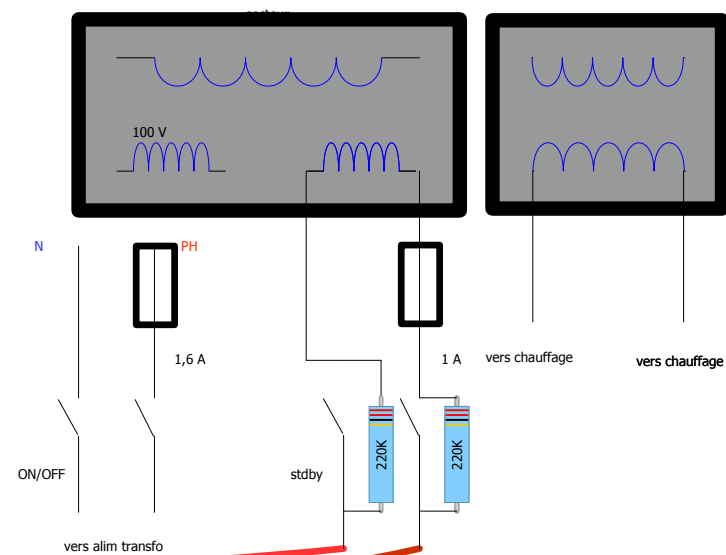 100 V
N
PH
1,6 A
1 A
vers chauffage
vers chauffage
220K
220K
ON/OFF
stdby
vers alim transfo